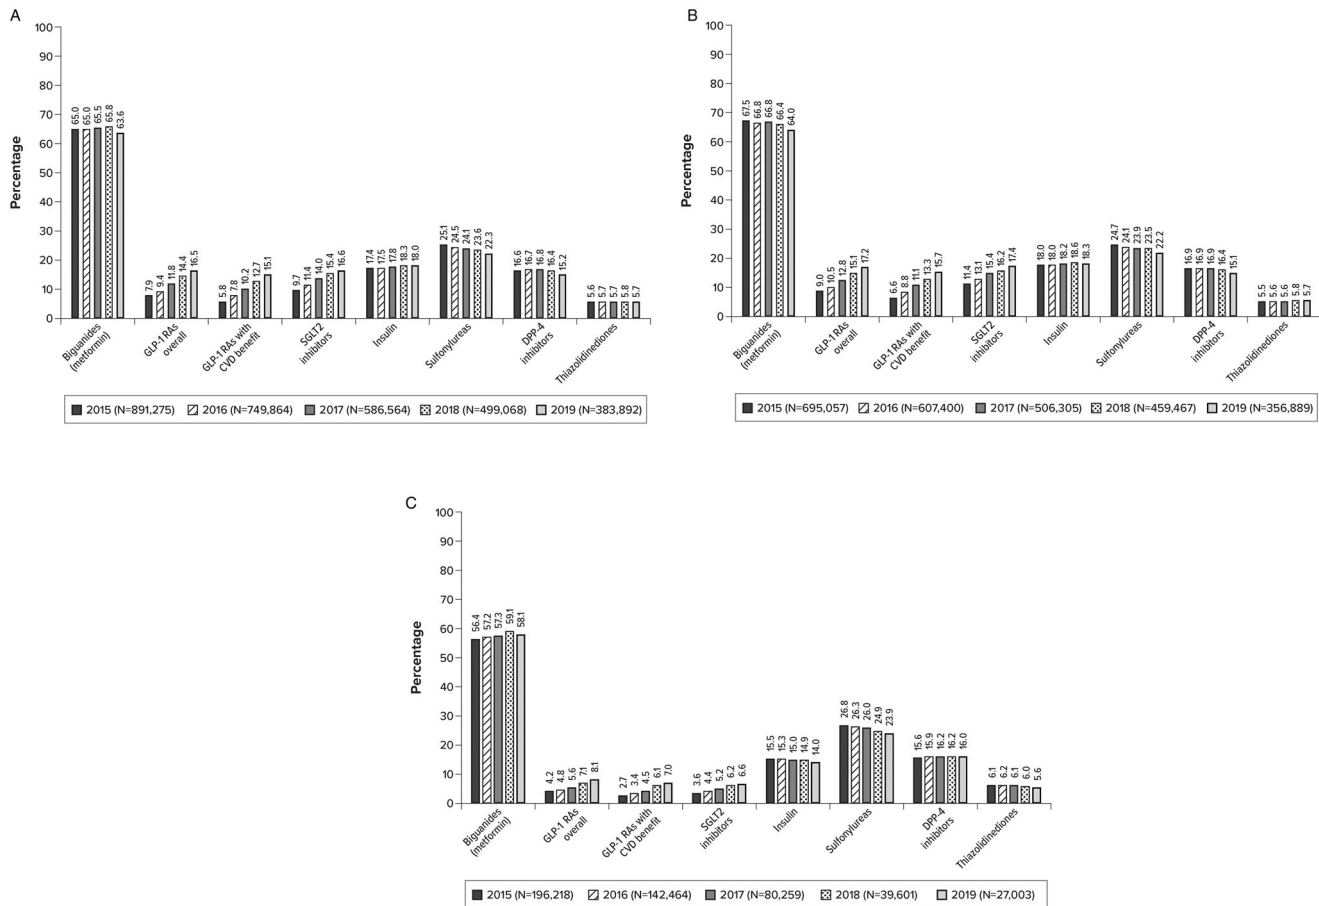 A
Percentage
100
90
80
70
60
50
40
30
20
10
0
65.0 65.0 65.5 65.8 63.6
7.9 9.4 11.8 14.4 16.5
5.8 7.8 10.2 12.7 15.1
9.7 11.4 14.0 15.4 16.6
17.4 17.5 17.8 18.3 18.0
25.1 24.5 24.1 23.6 22.3
16.6 16.7 16.8 16.4 15.2
5.6 5.7 5.7 5.8 5.7
Biguanides
(metformin)
GLP-1 RAs
overall
GLP-1 RAs with
CVD benefit
SGLT2
inhibitors
Insulin
Sulfonylureas
DPP-4
inhibitors
Thiazolidinediones
2015 (N=891,275) 2016 (N=749,864) 2017 (N=586,564) 2018 (N=499,068) 2019 (N=383,892)
B
Percentage
100
90
80
70
60
50
40
30
20
10
0
67.5 66.8 66.8 66.4 64.0
9.0 10.5 12.8 15.1 17.2
6.6 8.8 11.1 13.3 15.7
11.4 13.1 15.4 16.2 17.4
18.0 18.0 18.2 18.6 18.3
24.7 24.1 23.9 23.5 22.2
16.9 16.9 16.9 16.4 15.1
5.5 5.6 5.6 5.8 5.7
Biguanides
(metformin)
GLP-1 RAs
overall
GLP-1 RAs with
CVD benefit
SGLT2
inhibitors
Insulin
Sulfonylureas
DPP-4
inhibitors
Thiazolidinediones
2015 (N=695,057) 2016 (N=607,400) 2017 (N=506,305) 2018 (N=459,467) 2019 (N=356,889)
C
Percentage
100
90
80
70
60
50
40
30
20
10
0
56.4 57.2 57.3 59.1 58.1
4.2 4.8 5.6 7.1 8.1
2.7 3.4 4.5 6.1 7.0
3.6 4.4 5.2 6.2 6.6
15.5 15.3 15.0 14.9 14.0
26.8 26.3 26.0 24.9 23.9
15.6 15.9 16.2 16.2 16.0
6.1 6.2 6.1 6.0 5.6
Biguanides
(metformin)
GLP-1 RAs
overall
GLP-1 RAs with
CVD benefit
SGLT2
inhibitors
Insulin
Sulfonylureas
DPP-4
inhibitors
Thiazolidinediones
2015 (N=196,218) 2016 (N=142,464) 2017 (N=80,259) 2018 (N=39,601) 2019 (N=27,003)